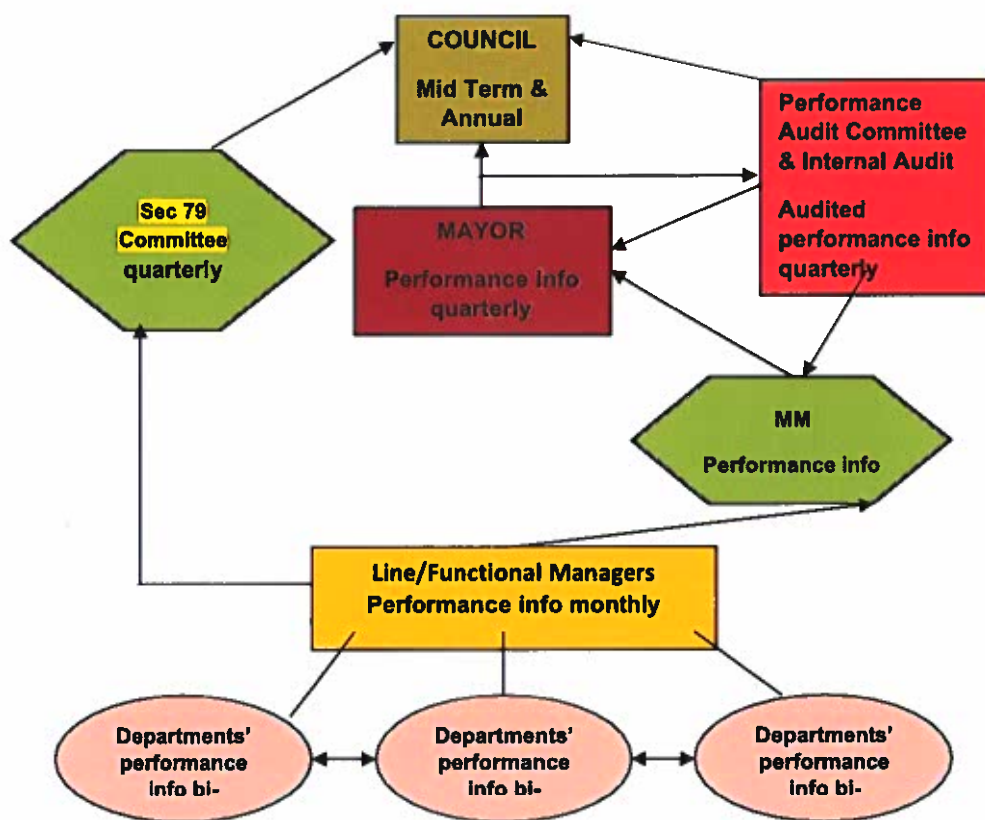 COUNCIL
Mid Term &
Annual
Performance
Audit Committee
& Internal Audit
Audited
performance info
quarterly
Sec 79
Committee
quarterly
MAYOR
Performance info
quarterly
MM
Performance info
Line/Functional Managers
Performance info monthly
Departments'
performance
info bi-
Departments'
performance
info bi-
Departments'
performance
info bi-